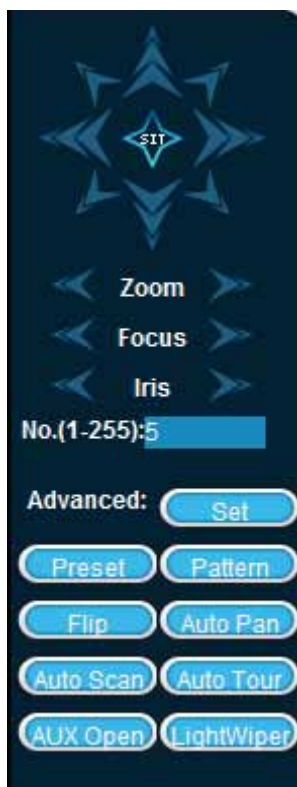 SIT
Zoom
Focus
Iris
No.(1-255):5
Advanced: Set
Preset Pattern
Flip Auto Pan
Auto Scan Auto Tour
AUX Open LightWiper